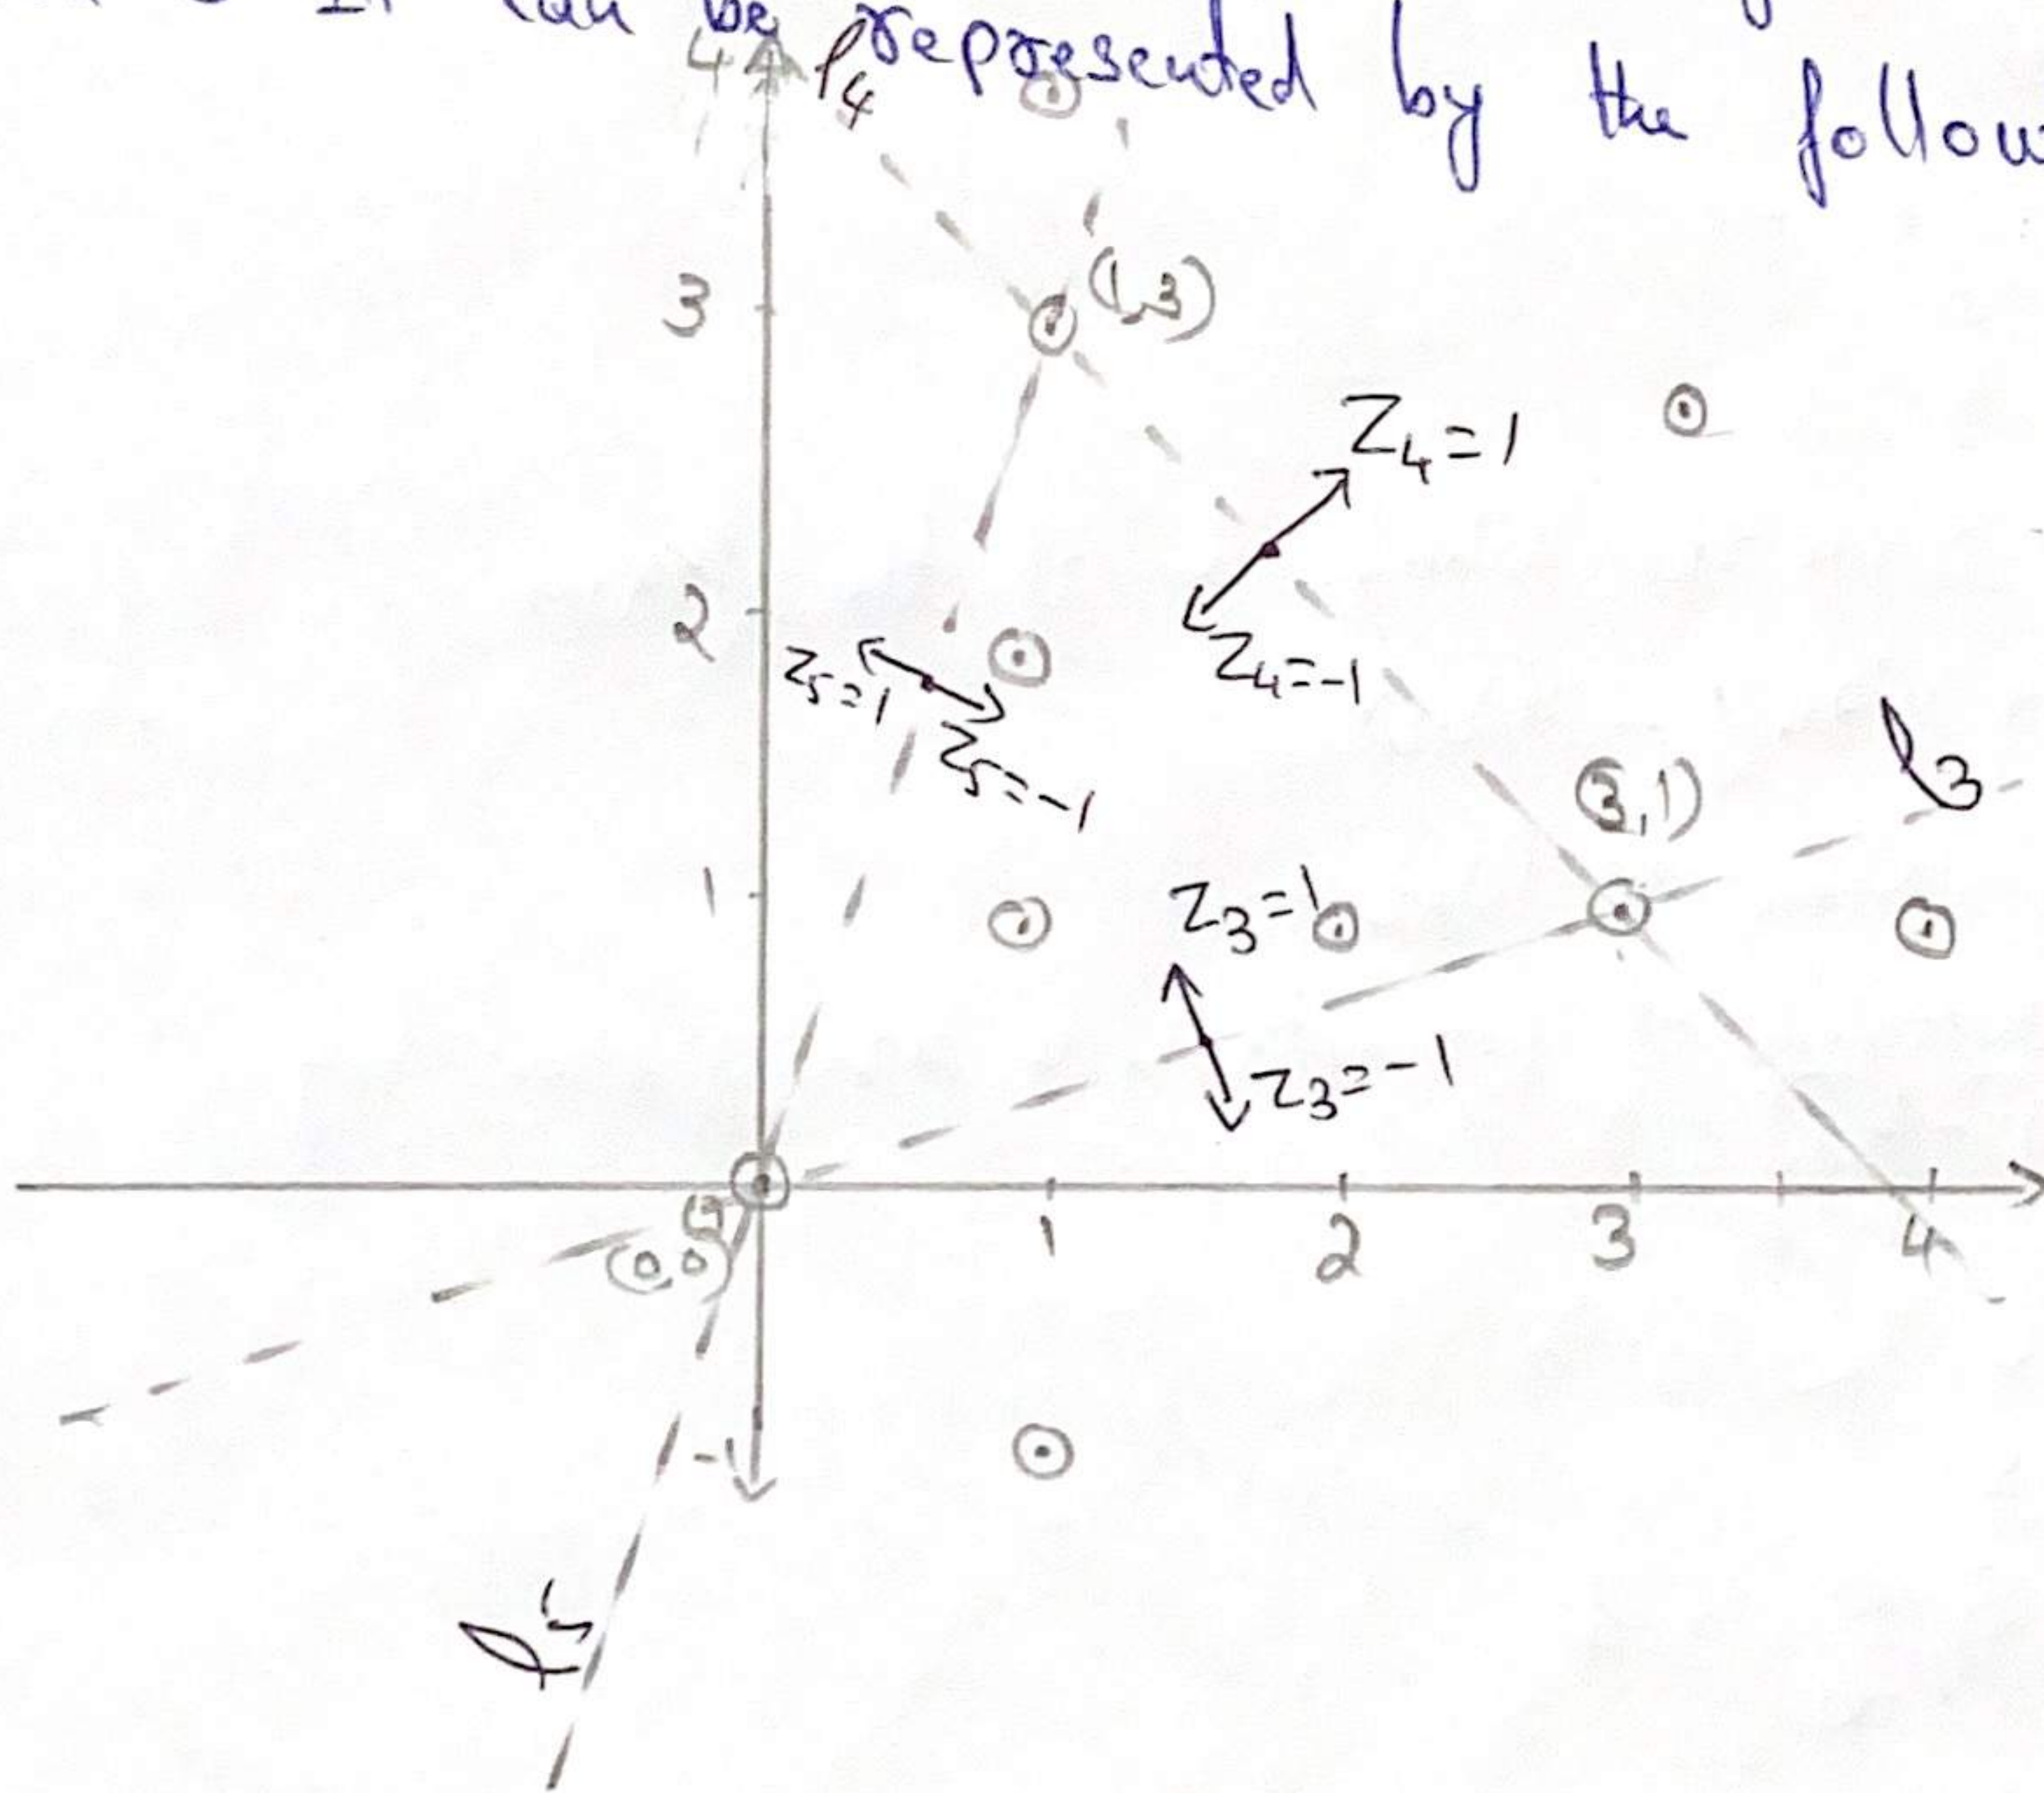 can be represented by the follow
4 l4
3 (1,3)
Z4=1
2
Z5=1
Z4=-1
Z5=-1
l3
(3,1)
1
Z3=1
Z3=-1
(0,0)
1 2 3 4
-1
l5